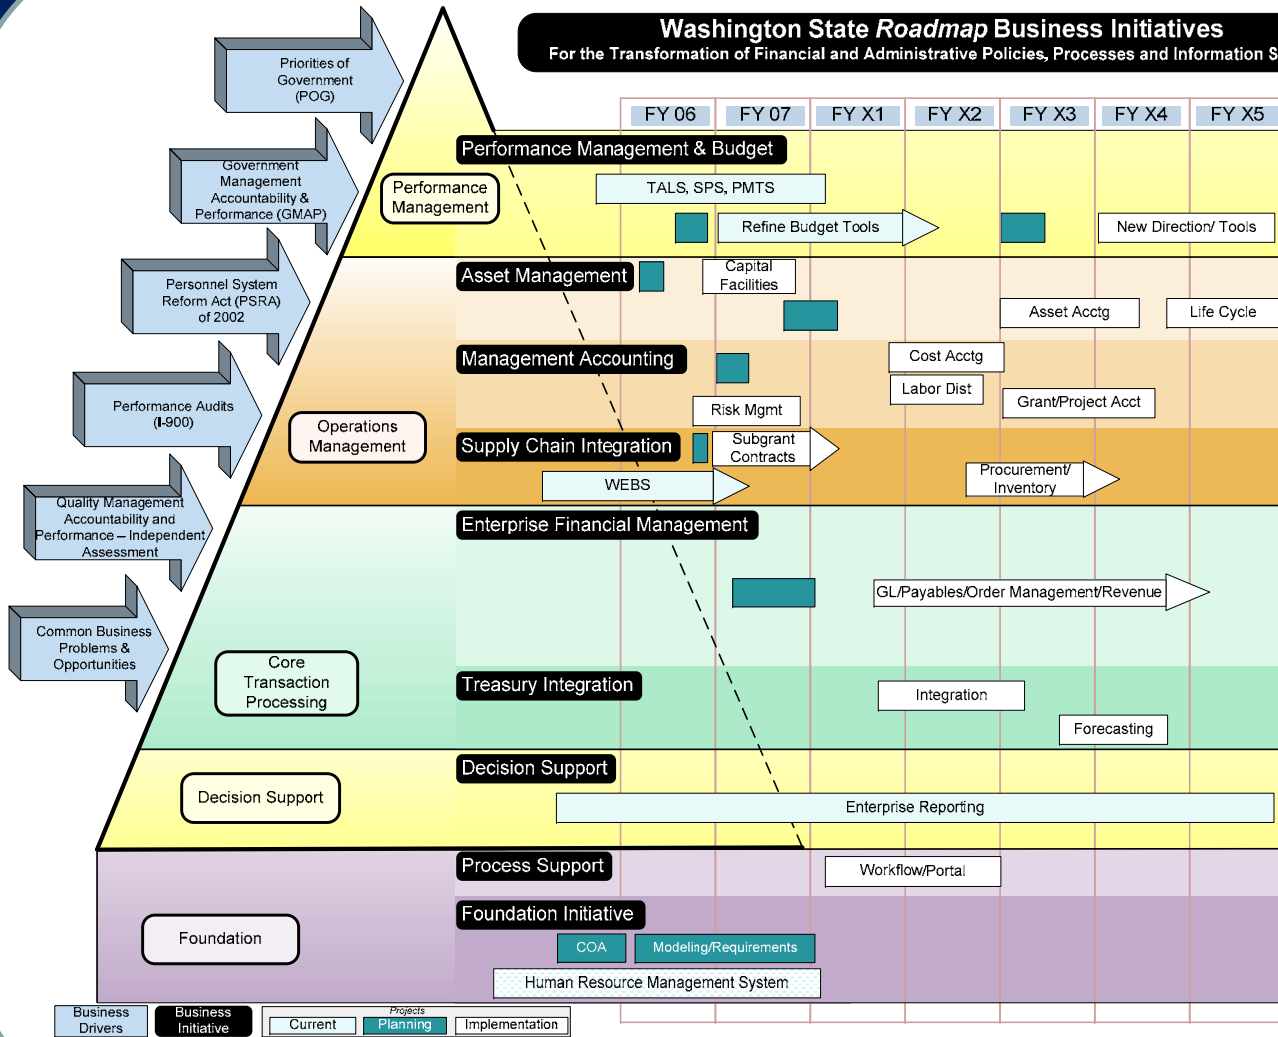 Washington State Roadmap Business Initiatives
For the Transformation of Financial and Administrative Policies, Processes and Information S
Priorities of
Government
(POG)
Government
Management
Accountability &
Performance (GMAP)
Personnel System
Reform Act (PSRA)
of 2002
Performance Audits
(I-900)
Quality Management
Accountability and
Performance – Independent
Assessment
Common Business
Problems &
Opportunities
FY 06
FY 07
FY X1
FY X2
FY X3
FY X4
FY X5
Performance
Management
Performance Management & Budget
TALS, SPS, PMTS
Refine Budget Tools
New Direction/ Tools
Operations
Management
Asset Management
Capital
Facilities
Asset Acctg
Life Cycle
Management Accounting
Cost Acctg
Labor Dist
Risk Mgmt
Grant/Project Acct
Supply Chain Integration
Subgrant
Contracts
WEBS
Procurement/
Inventory
Core
Transaction
Processing
Enterprise Financial Management
GL/Payables/Order Management/Revenue
Treasury Integration
Integration
Forecasting
Decision Support
Decision Support
Enterprise Reporting
Foundation
Process Support
Workflow/Portal
Foundation Initiative
COA
Modeling/Requirements
Human Resource Management System
Business
Drivers
Business
Initiative
Projects
Current
Planning
Implementation